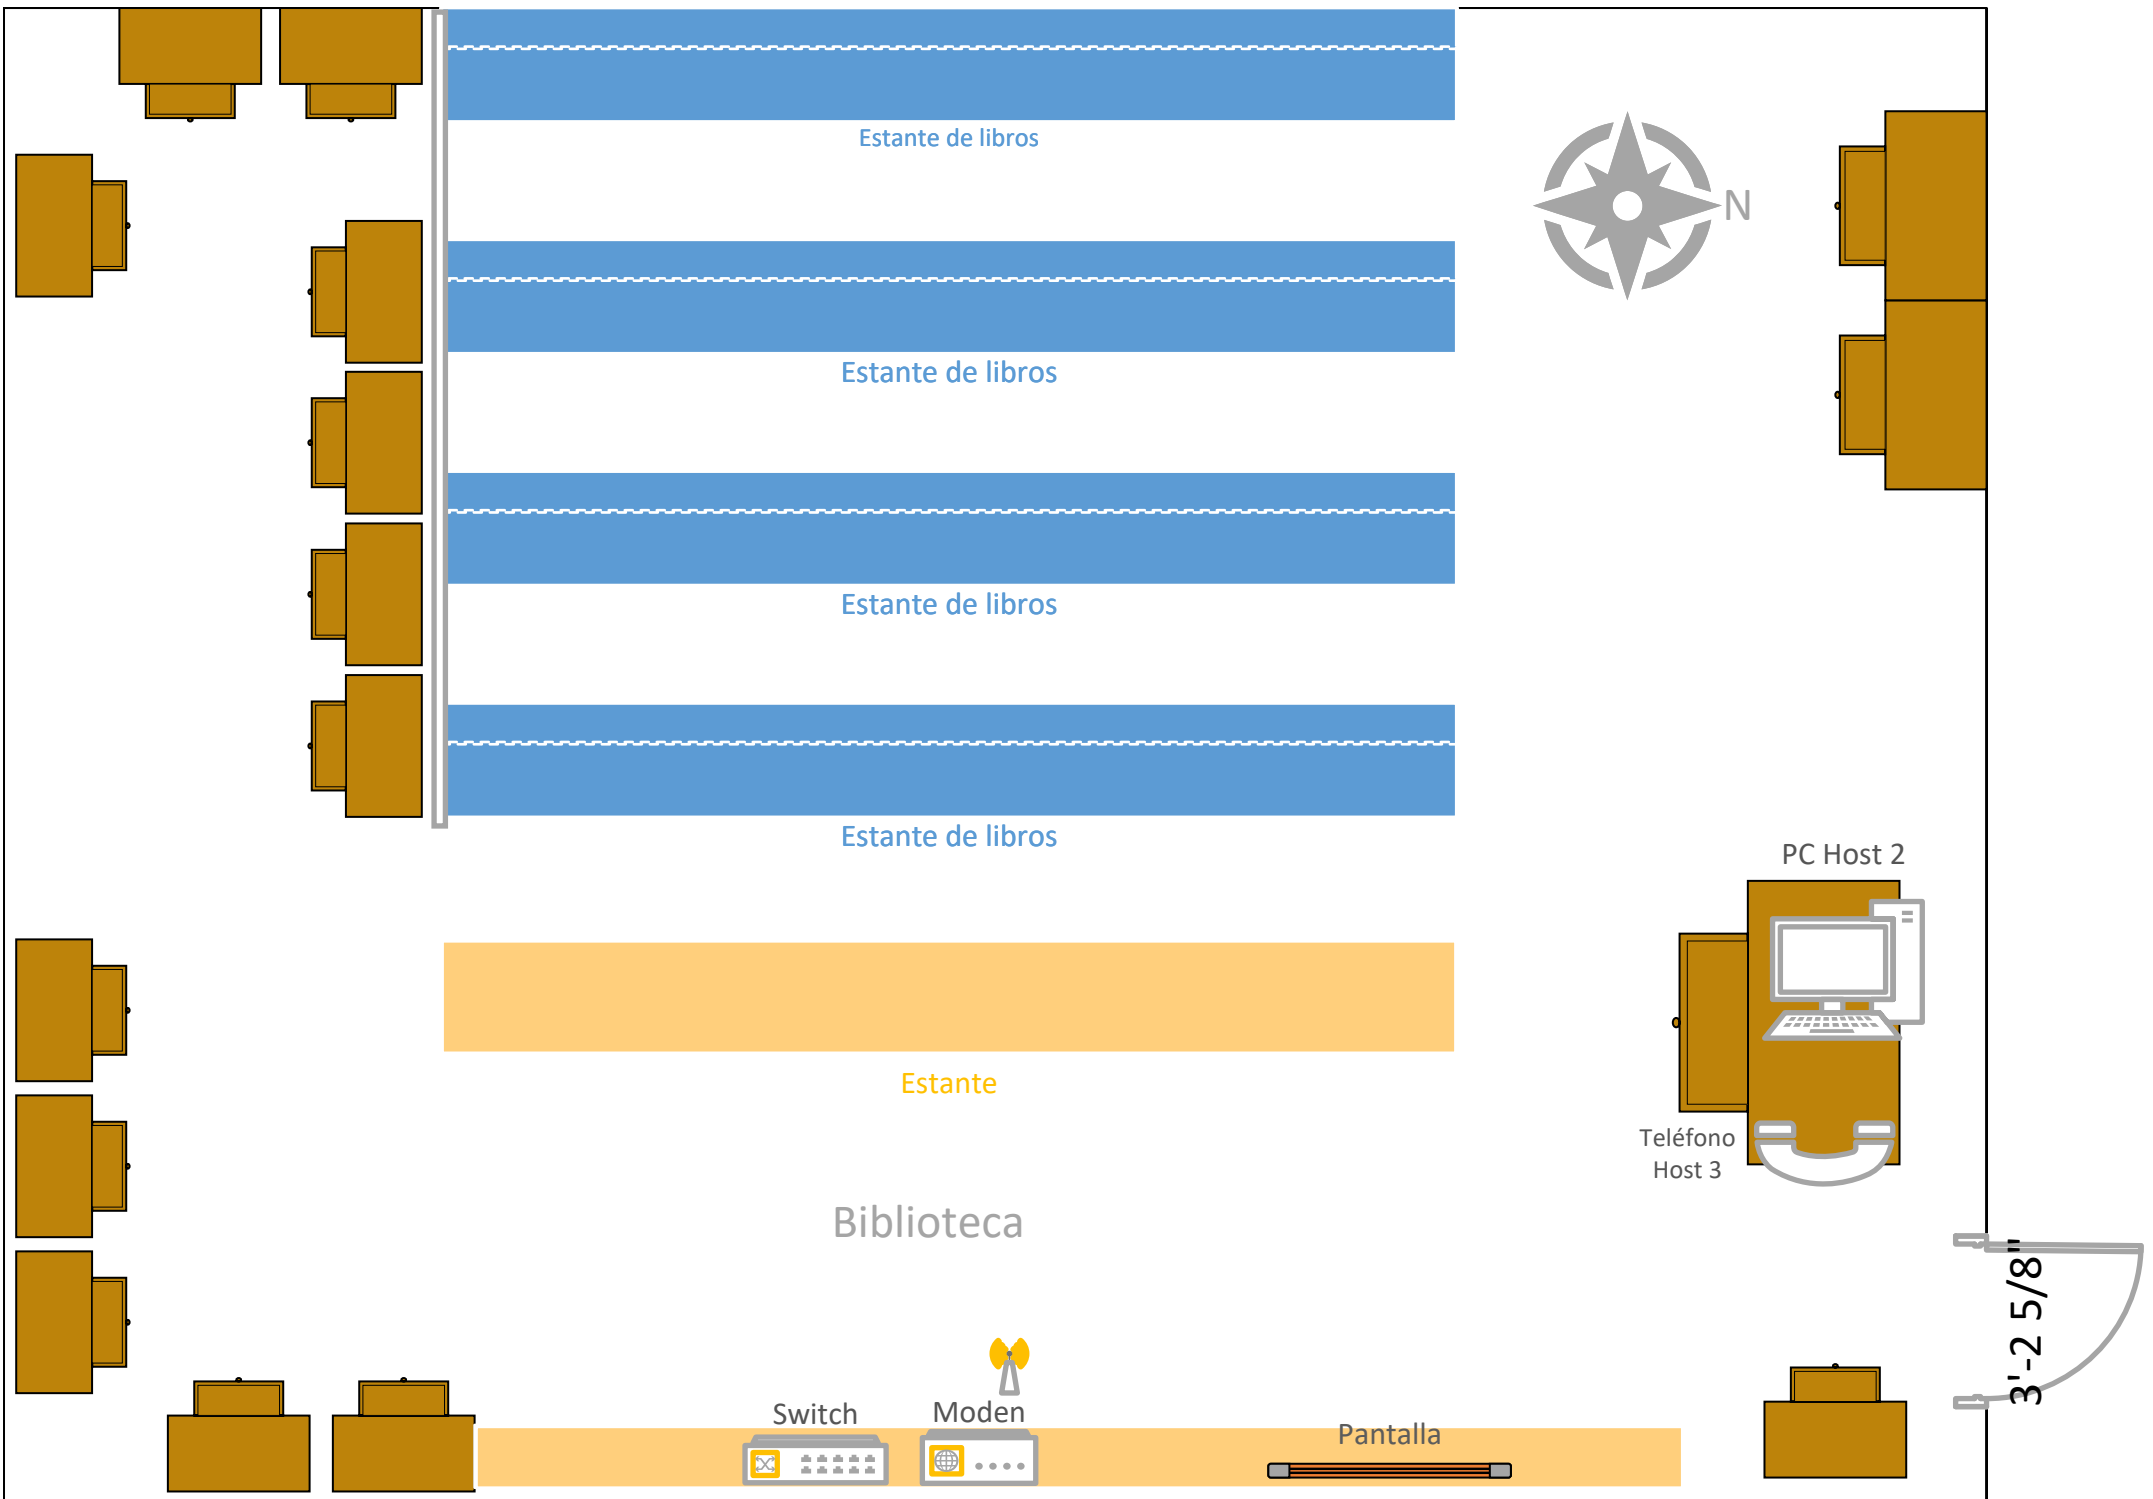 Estante de libros
N
Estante de libros
Estante de libros
Estante de libros
PC Host 2
Estante
Teléfono
Host 3
Biblioteca
3'-2 5/8"
Switch
Moden
Pantalla